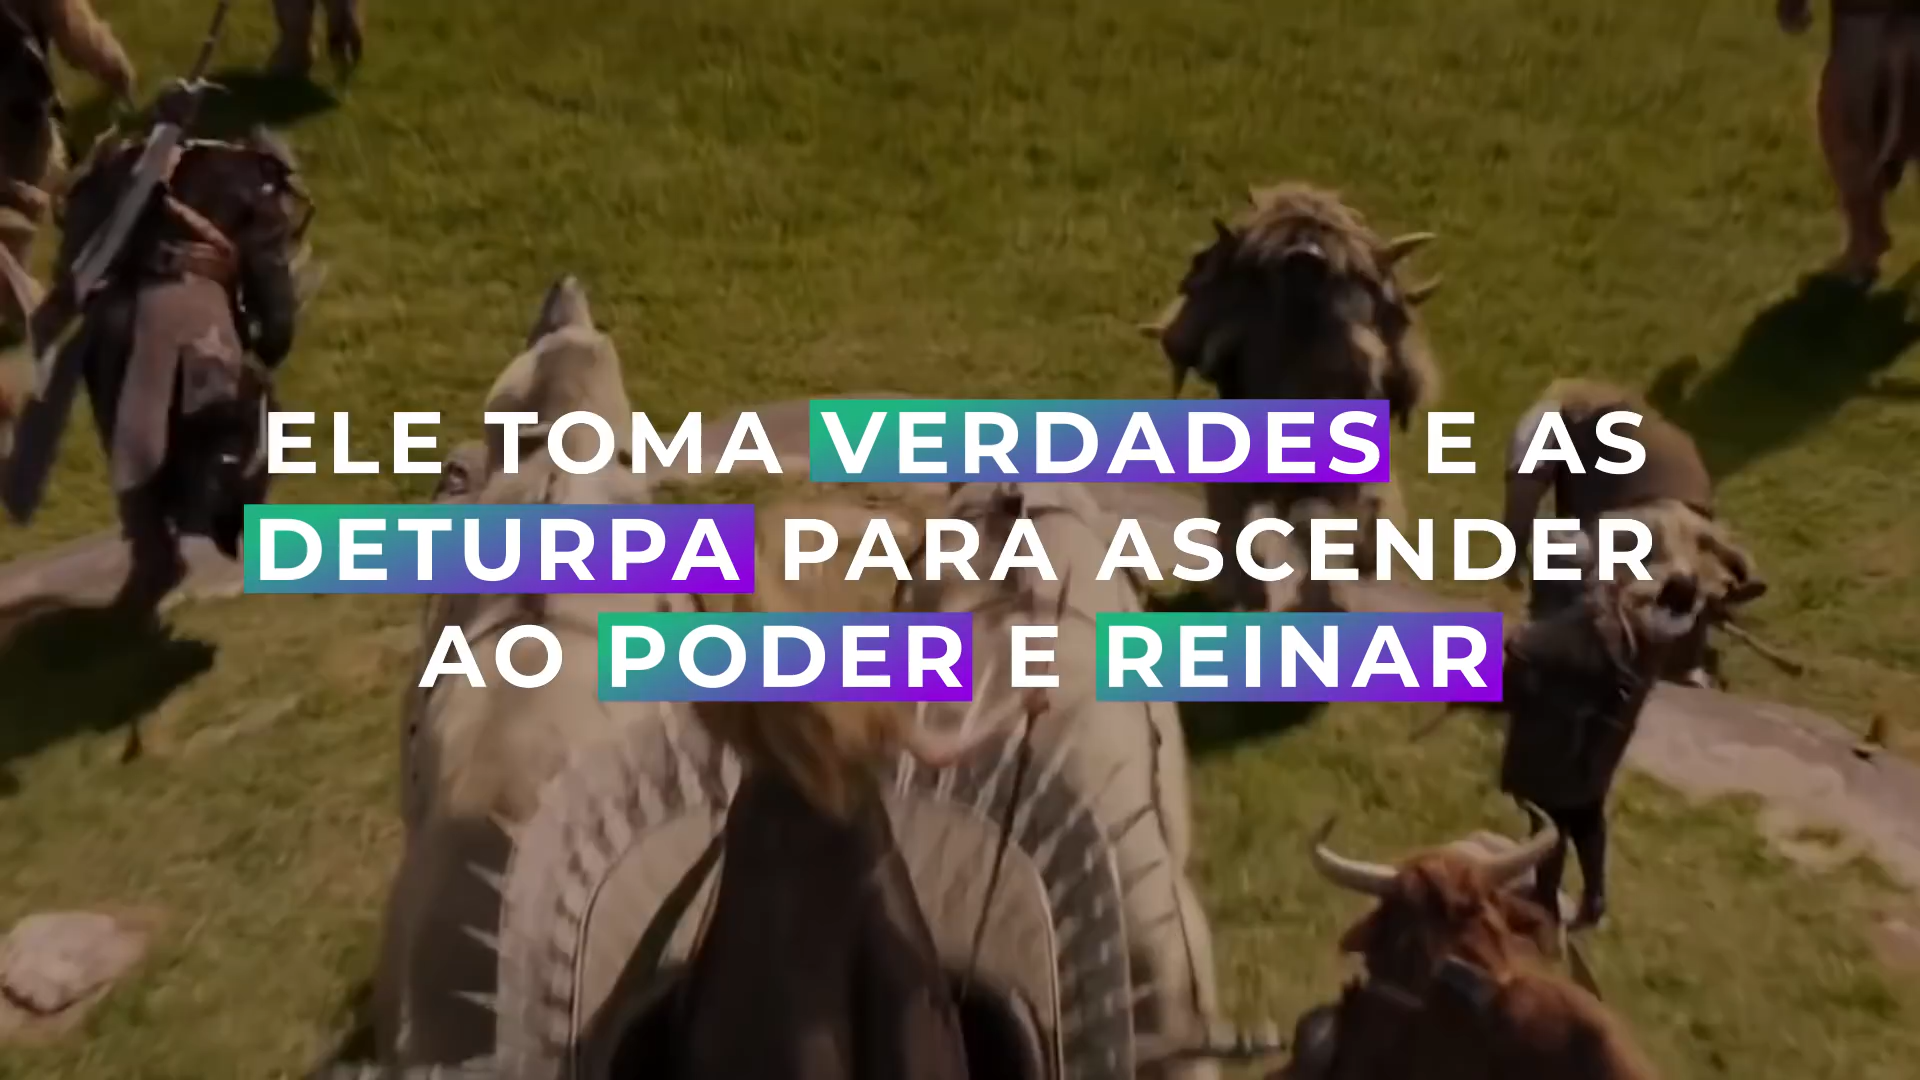 ELE TOMA VERDADES E AS
DETURPA PARA ASCENDER
AO PODER E REINAR